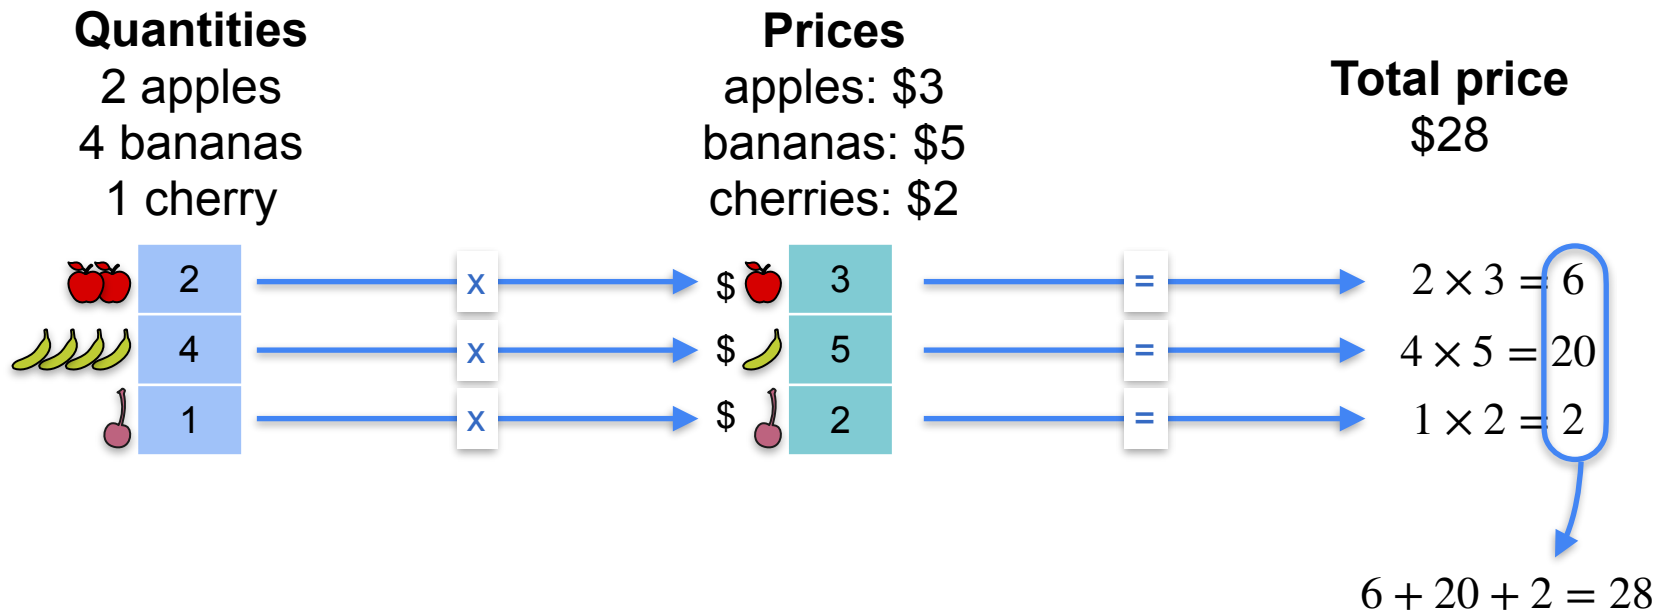 Quantities
2 apples
4 bananas
1 cherry
Prices
apples: $3
bananas: $5
cherries: $2
Total price
$28
2 x $ 3 = 2 × 3 = 6
4 x $ 5 = 4 × 5 = 20
1 x $ 2 = 1 × 2 = 2
6 + 20 + 2 = 28